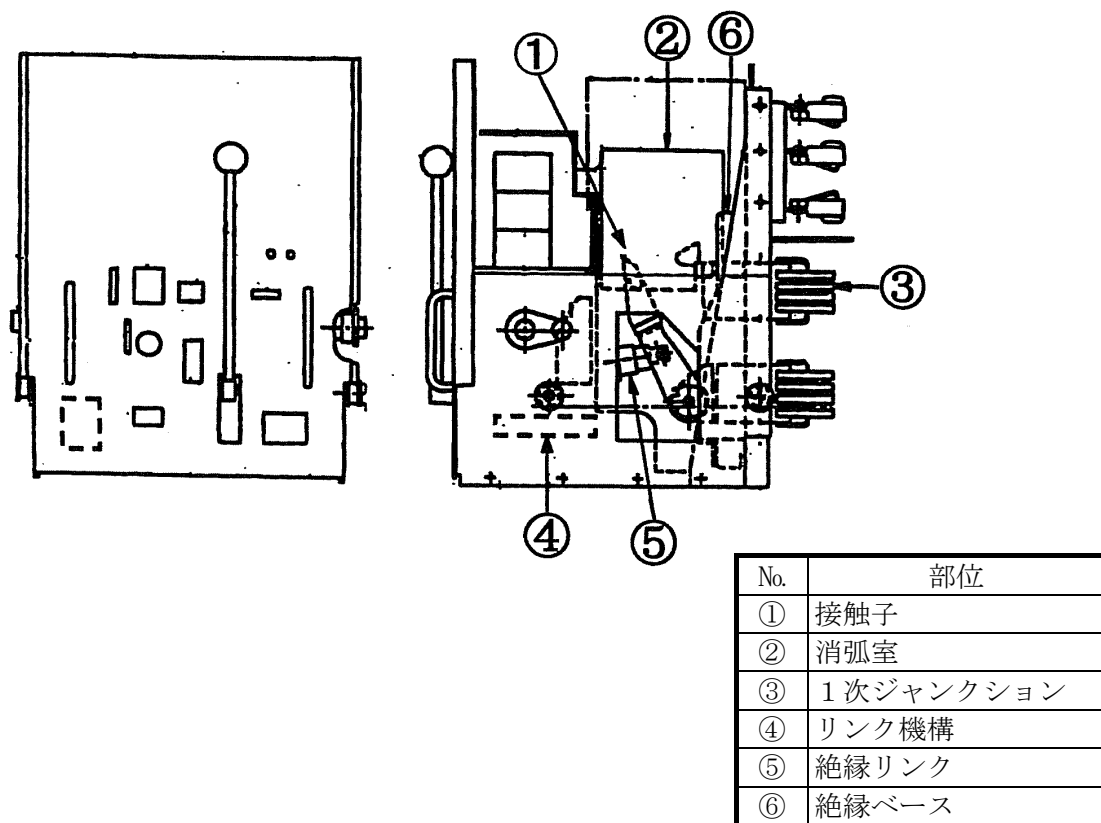 ① ② ⑥
③
④ ⑤
№ 部位
① 接触子
② 消弧室
③ 1次ジャンクション
④ リンク機構
⑤ 絶縁リンク
⑥ 絶縁ベース